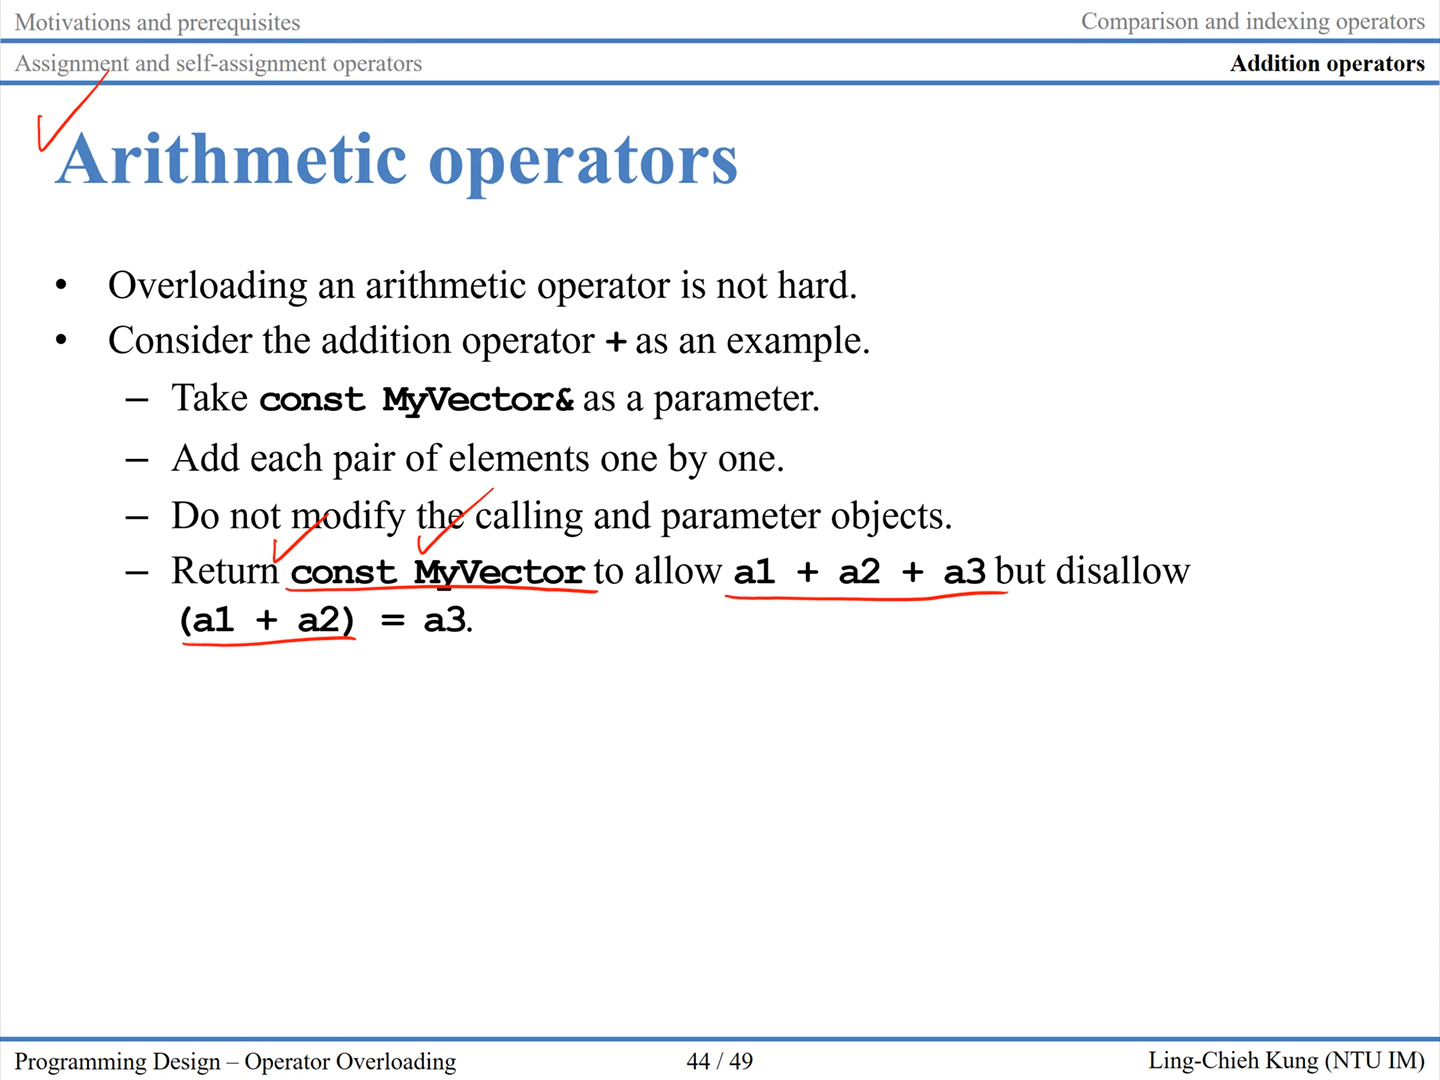 Motivations and prerequisites
Comparison and indexing operators
Assignment and self-assignment operators
Addition operators
Arithmetic operators
• Overloading an arithmetic operator is not hard.
• Consider the addition operator + as an example.
– Take const MyVector& as a parameter.
– Add each pair of elements one by one.
– Do not modify the calling and parameter objects.
– Return const MyVector to allow a1 + a2 + a3 but disallow
(a1 + a2) = a3.
Programming Design – Operator Overloading
44 / 49
Ling-Chieh Kung (NTU IM)